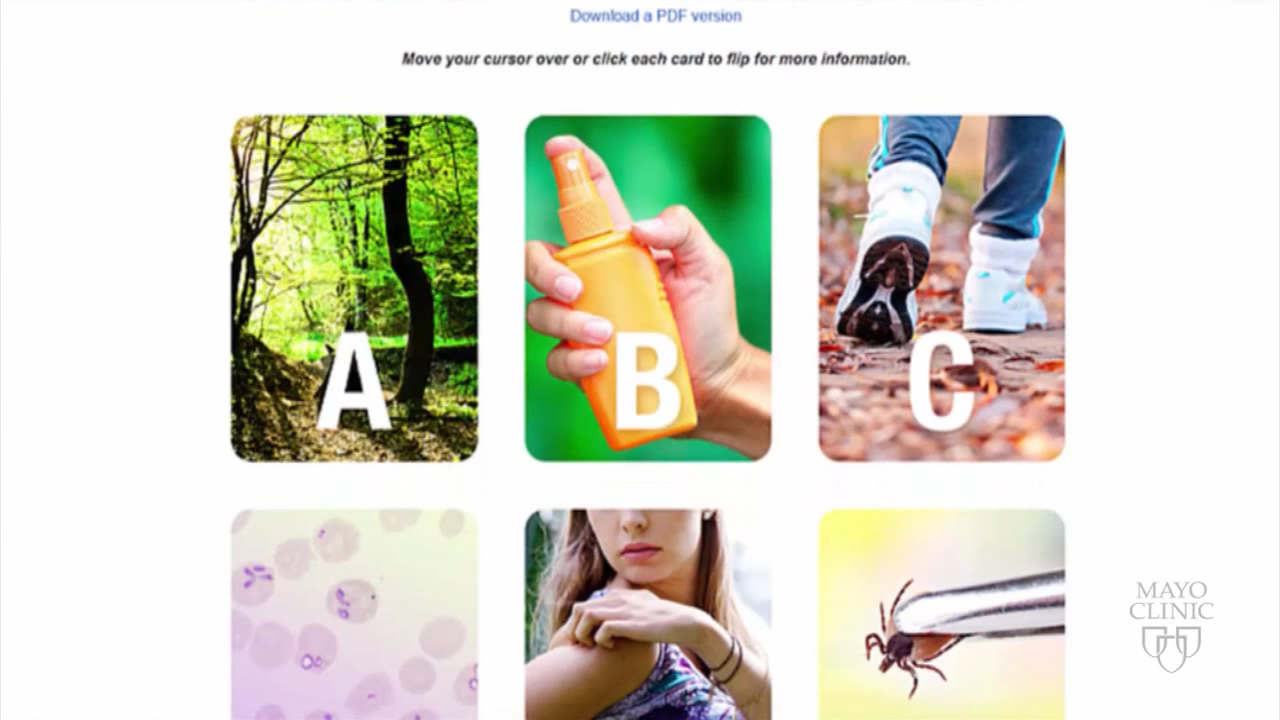 Download a PDF version
Move your cursor over or click each card to flip for more information.
A
B
C
MAYO
CLINIC